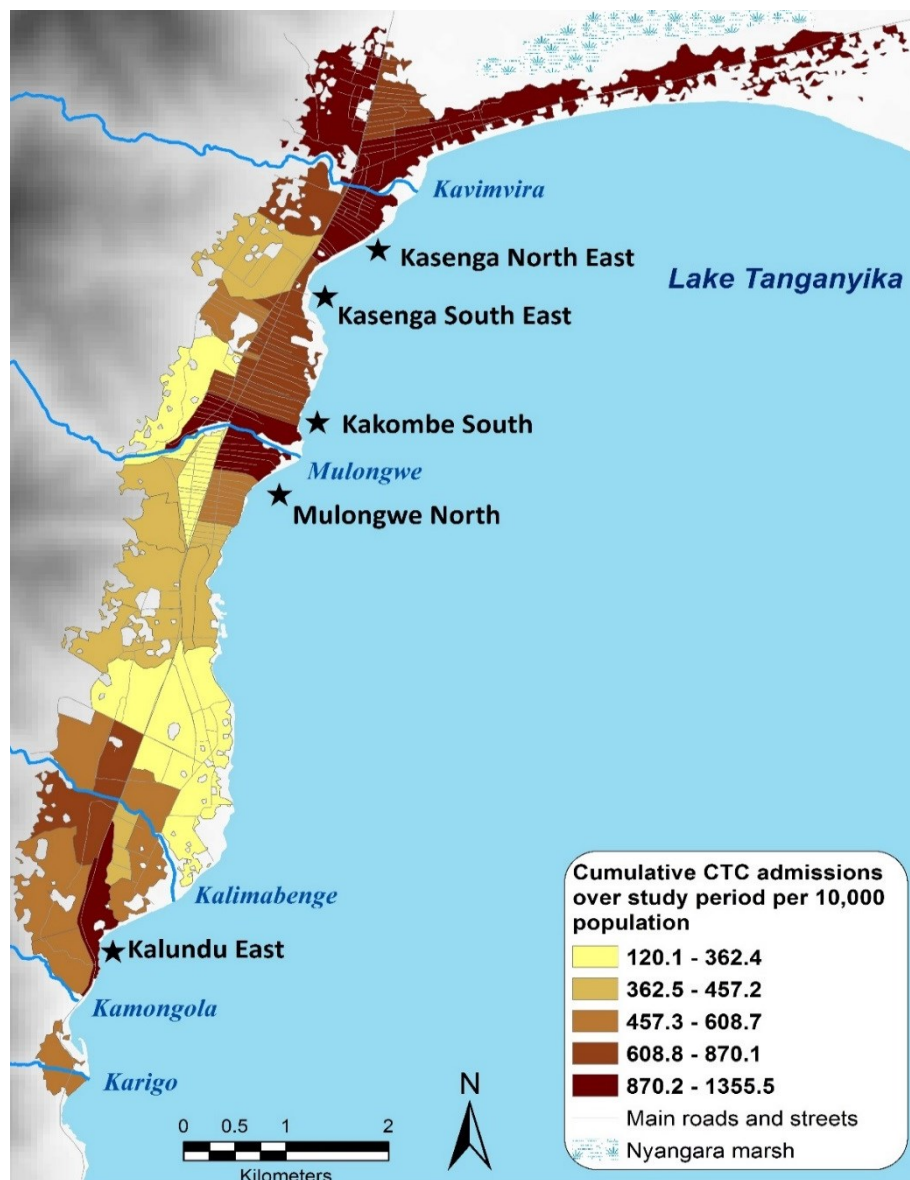 Kavimvira
Kasenga North East
Lake Tanganyika
Kasenga South East
Kakombe South
Mulongwe
Mulongwe North
Kalimabenge
Kalundu East
Kamongola
Karigo
N
0 0.5 1 2
Kilometers
Cumulative CTC admissions
over study period per 10,000
population
120.1 - 362.4
362.5 - 457.2
457.3 - 608.7
608.8 - 870.1
870.2 - 1355.5
Main roads and streets
Nyangara marsh